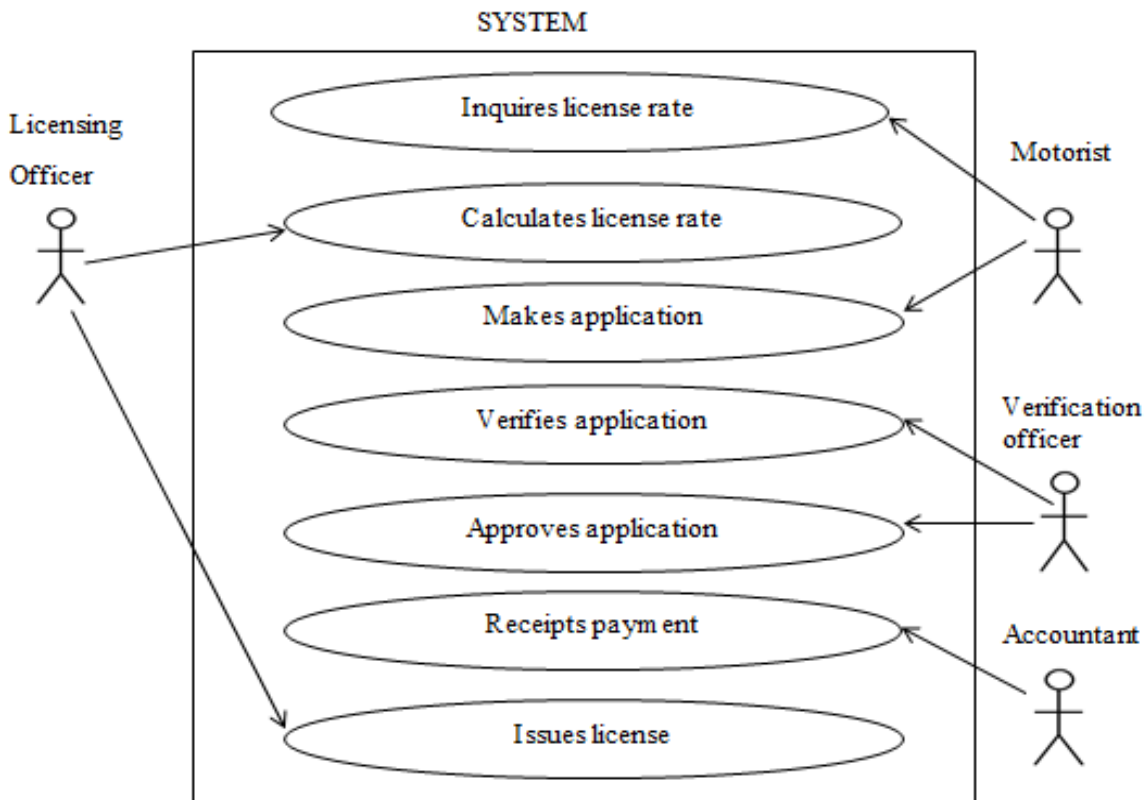 SYSTEM
Licensing
Officer
Inquires license rate
Calculates license rate
Makes application
Verifies application
Approves application
Receipts payment
Issues license
Motorist
Verification
officer
Accountant